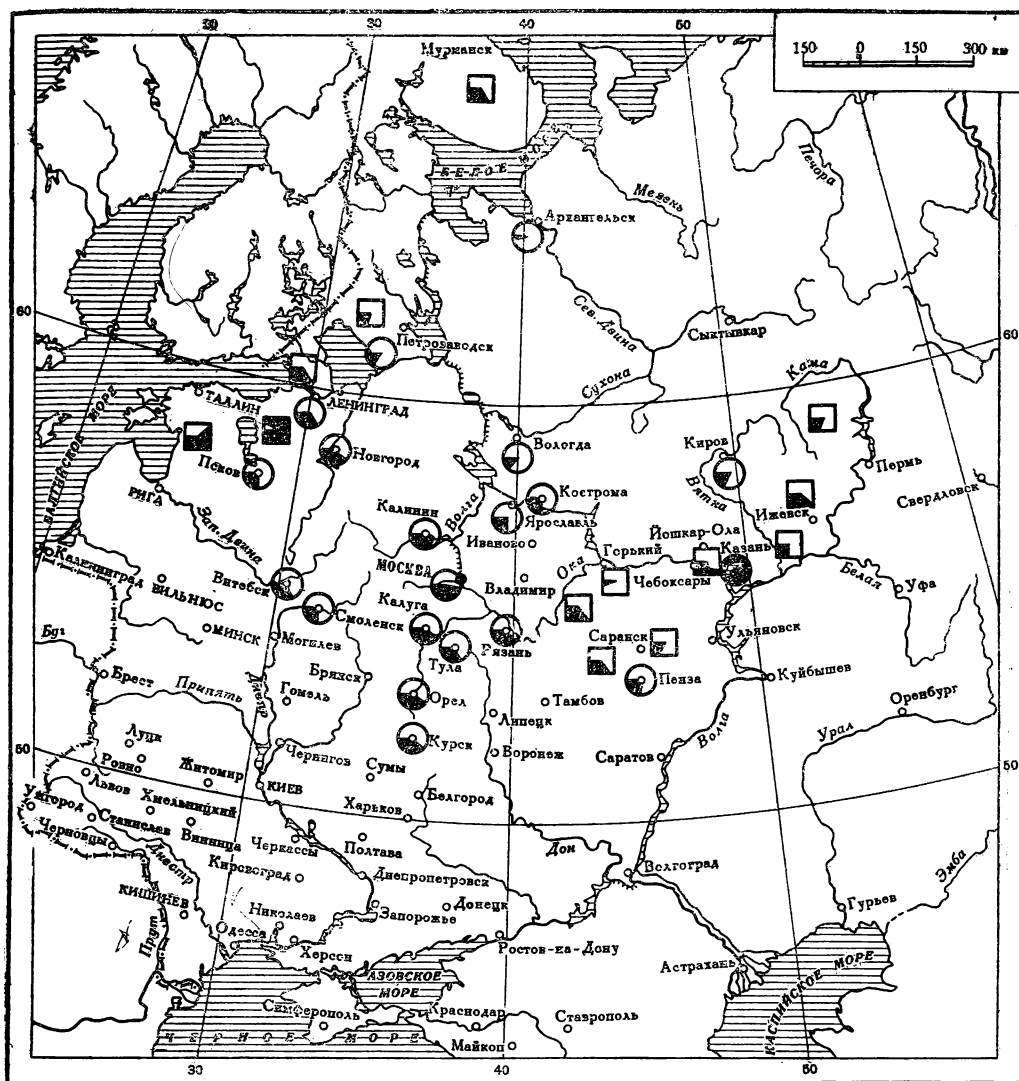 30
40
50
150 0 150 300 км
Мурманск
БЕЛОЕ МОРЕ
Печора
Мезень
Архангельск
60
Сев. Двина
Сыктывкар
60
Петрозаводск
Сухона
Кама
БАЛТИЙСКОЕ МОРЕ
ТАЛЛИН
ЛЕНИНГРАД
Вологда
Киров
Пермь
Псков
Новгород
Вятка
Свердловск
РИГА
Кострома
Калинин
Волга
Ярославль
Ижевск
Зап. Двина
Иваново
Йошкар-Ола
Горький
Казань
Калининград
МОСКВА
Ока
Чебоксары
Белая
Уфа
Витебск
Владимир
ВИЛЬНЮС
Калуга
Смоленск
Саранск
Ульяновск
Буг
МИНСК
Могилев
Рязань
Тула
Брянск
Пенза
Куйбышев
Брест
Припять
Днепр
Гомель
Орел
Тамбов
Оренбург
Липецк
Волга
Урал
50
Луцк
Чернигов
Курск
Воронеж
Саратов
50
Ровно
Житомир
Сумы
Львов
КИЕВ
Белгород
Ужгород
Хмельницкий
Харьков
Станислав
Винница
Черновцы
Черкассы
Полтава
Дон
Днестр
Кировоград
Днепропетровск
Волгоград
Эмба
КИШИНЕВ
Донецк
Гурьев
Николаев
Запорожье
Прут
Одесса
Херсон
Ростов-на-Дону
Астрахань
АЗОВСКОЕ МОРЕ
КАСПИЙСКОЕ МОРЕ
Симферополь
Краснодар
Ставрополь
ЧЕРНОЕ МОРЕ
Майкоп
30
40
50